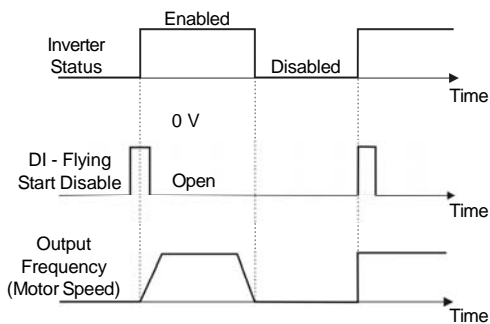 Enabled
Inverter
Status
Disabled
Time
0 V
DI - Flying
Start Disable
Open
Time
Output
Frequency
(Motor Speed)
Time